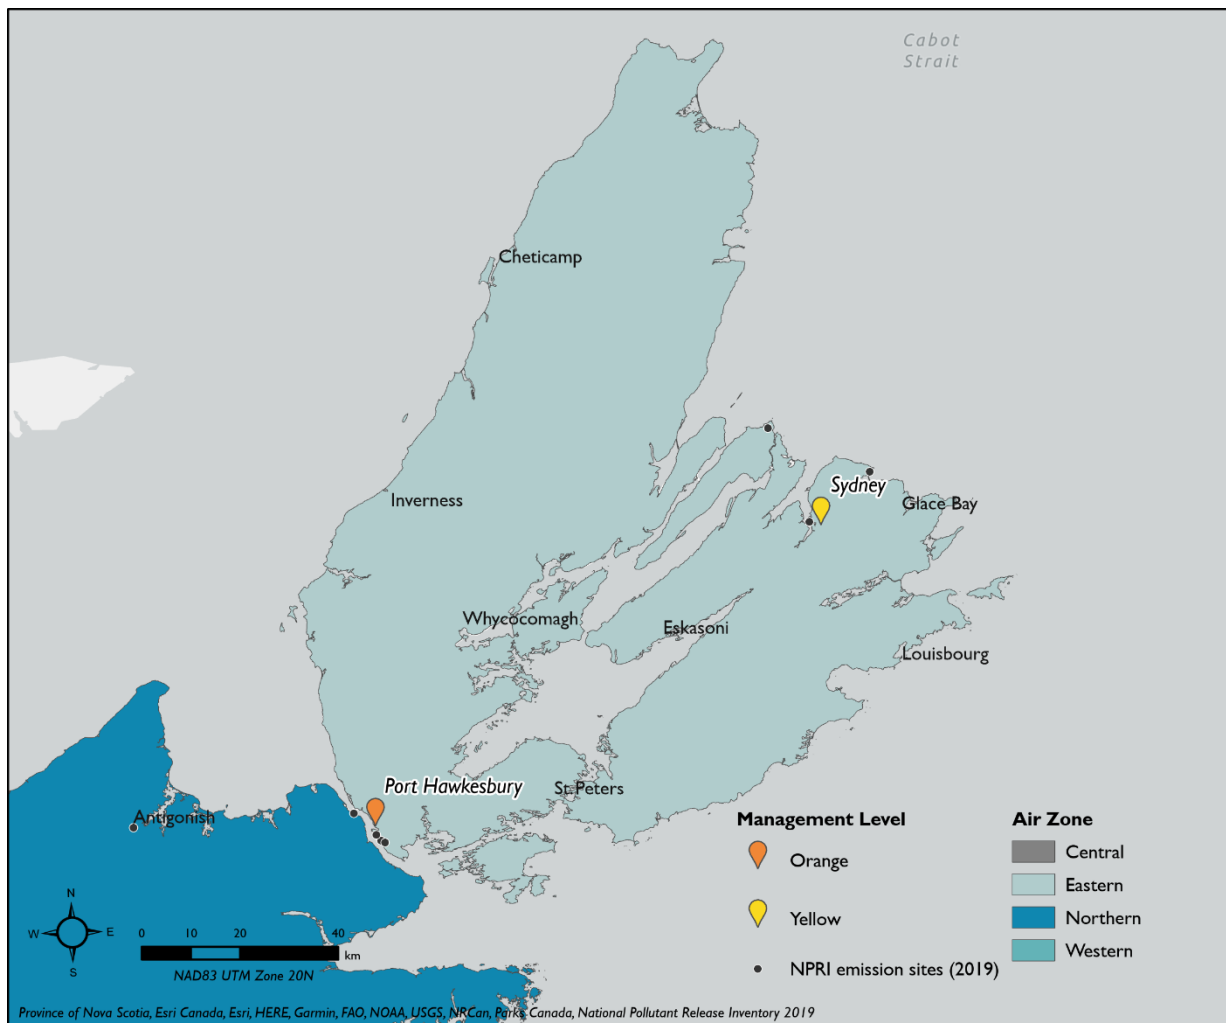 Cabot
Strait
Cheticamp
Inverness
Sydney
Glace Bay
Whycocomagh
Eskasoni
Louisbourg
Port Hawkesbury
St. Peters
Antigonish
Management Level
Orange
Yellow
NPRI emission sites (2019)
Air Zone
Central
Eastern
Northern
Western
N
W
E
S
0
10
20
40
km
NAD83 UTM Zone 20N
Province of Nova Scotia, Esri Canada, Esri, HERE, Garmin, FAO, NOAA, USGS, NRCan, Parks Canada, National Pollutant Release Inventory 2019